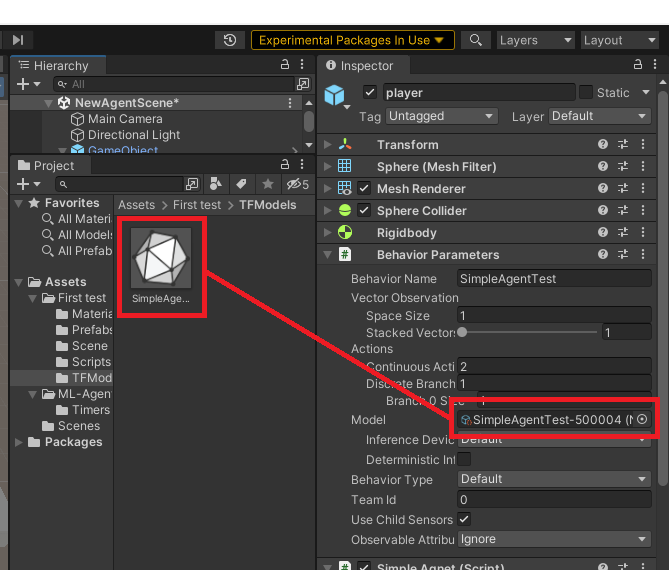 Experimental Packages In Use
Layers
Layout
Hierarchy
All
NewAgentScene*
Main Camera
Directional Light
GameObject
Project
5
Favorites
All Materi
All Models
All Prefab
Assets
First test
Materia
Prefabs
Scene
Scripts
TFMod
ML-Agen
Timers
Scenes
Packages
Assets > First test > TFModels
SimpleAge...
Inspector
player
Static
Tag Untagged Layer Default
Transform
Sphere (Mesh Filter)
Mesh Renderer
Sphere Collider
Rigidbody
Behavior Parameters
Behavior Name SimpleAgentTest
Vector Observation
Space Size 1
Stacked Vectors 1
Actions
Continuous Acti 2
Discrete Branch 1
Branch 0 Size
Model SimpleAgentTest-500004 (N
Inference Devic Default
Deterministic Inf
Behavior Type Default
Team Id 0
Use Child Sensors
Observable Attribu Ignore
Simple Agnet (Script)